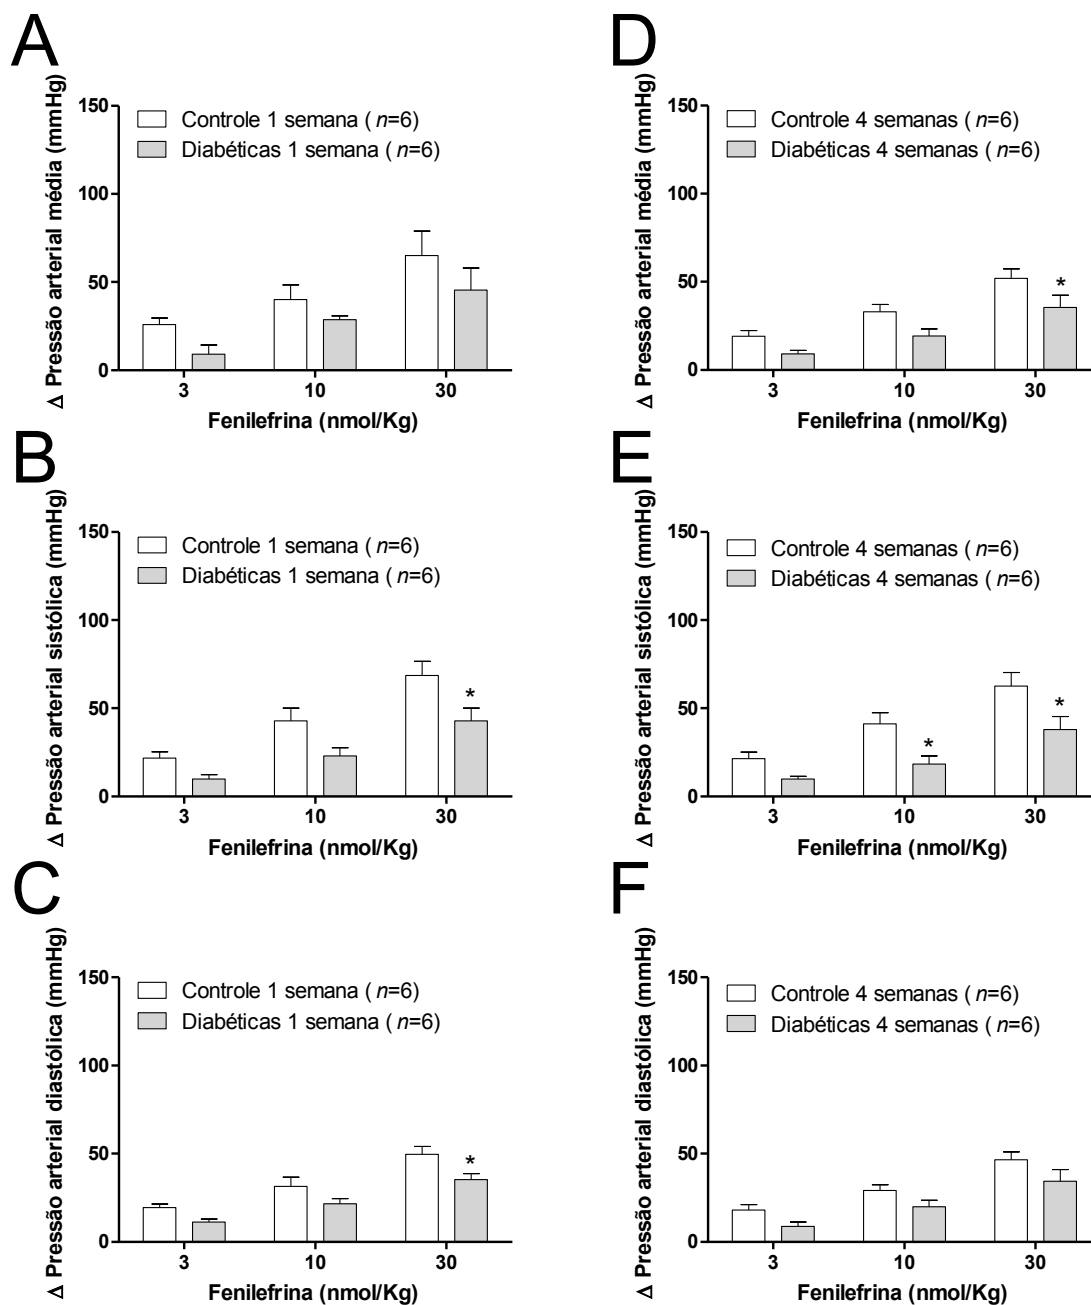 A
Δ Pressão arterial média (mmHg)
150
100
50
0
Controle 1 semana ( n=6)
Diabéticas 1 semana ( n=6)
3 10 30
Fenilefrina (nmol/Kg)
D
Δ Pressão arterial média (mmHg)
150
100
50
0
Controle 4 semanas ( n=6)
Diabéticas 4 semanas ( n=6)
*
3 10 30
Fenilefrina (nmol/Kg)
B
Δ Pressão arterial sistólica (mmHg)
150
100
50
0
Controle 1 semana ( n=6)
Diabéticas 1 semana ( n=6)
*
3 10 30
Fenilefrina (nmol/Kg)
E
Δ Pressão arterial sistólica (mmHg)
150
100
50
0
Controle 4 semanas ( n=6)
Diabéticas 4 semanas ( n=6)
* *
3 10 30
Fenilefrina (nmol/Kg)
C
Δ Pressão arterial diastólica (mmHg)
150
100
50
0
Controle 1 semana ( n=6)
Diabéticas 1 semana ( n=6)
*
3 10 30
Fenilefrina (nmol/Kg)
F
Δ Pressão arterial diastólica (mmHg)
150
100
50
0
Controle 4 semanas ( n=6)
Diabéticas 4 semanas ( n=6)
3 10 30
Fenilefrina (nmol/Kg)